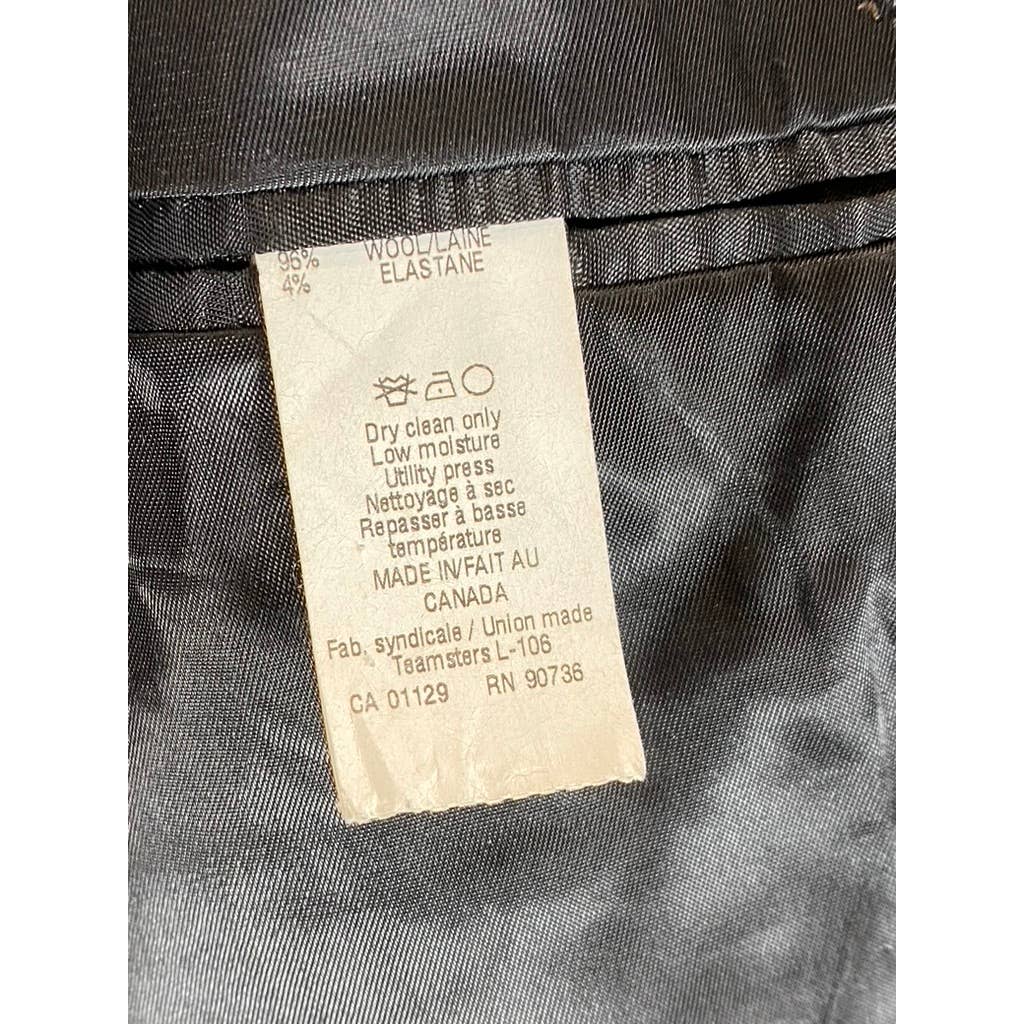 96% WOOL/LAINE
4% ELASTANE
Dry clean only
Low moisture
Utility press
Nettoyage à sec
Repasser à basse
température
MADE IN/FAIT AU
CANADA
Fab. syndicale / Union made
Teamsters L-106
CA 01129 RN 90736